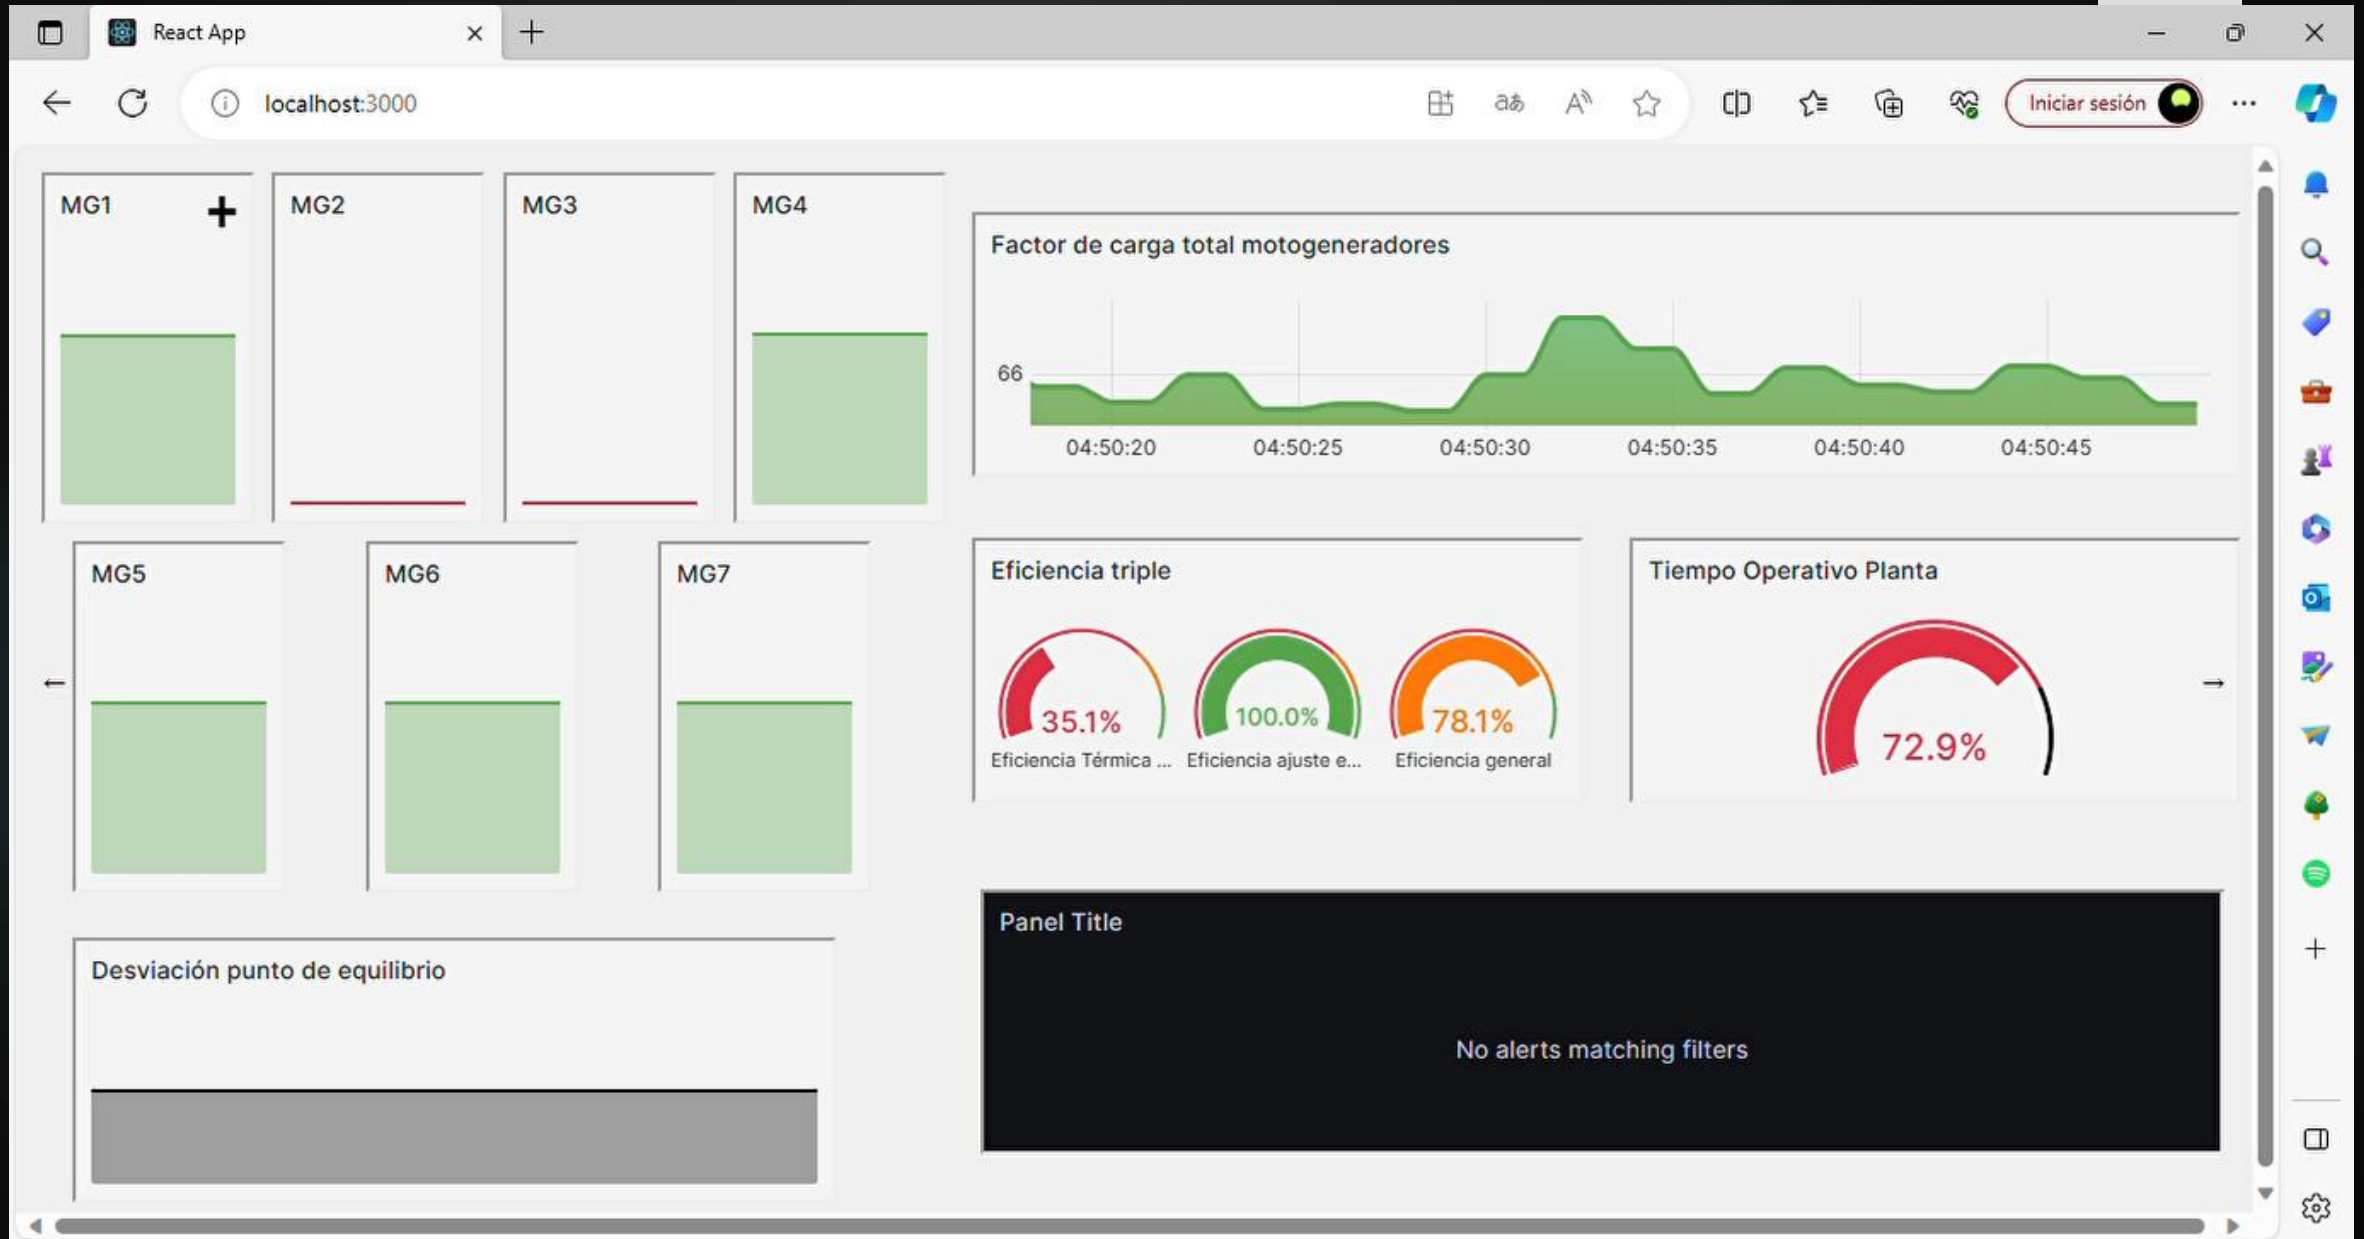 React App
localhost:3000
Iniciar sesión
MG1
MG2
MG3
MG4
Factor de carga total motogeneradores
66
04:50:20
04:50:25
04:50:30
04:50:35
04:50:40
04:50:45
MG5
MG6
MG7
Eficiencia triple
35.1%
100.0%
78.1%
Eficiencia Térmica ...
Eficiencia ajuste e...
Eficiencia general
Tiempo Operativo Planta
72.9%
Desviación punto de equilibrio
Panel Title
No alerts matching filters